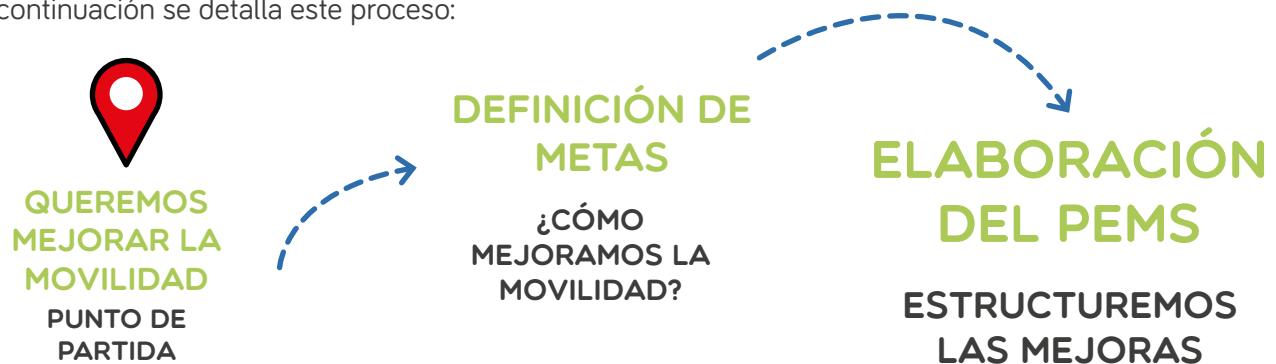 continuación se detalla este proceso:
QUEREMOS
MEJORAR LA
MOVILIDAD
PUNTO DE
PARTIDA
DEFINICIÓN DE
METAS
¿CÓMO
MEJORAMOS LA
MOVILIDAD?
ELABORACIÓN
DEL PEMS
ESTRUCTUREMOS
LAS MEJORAS